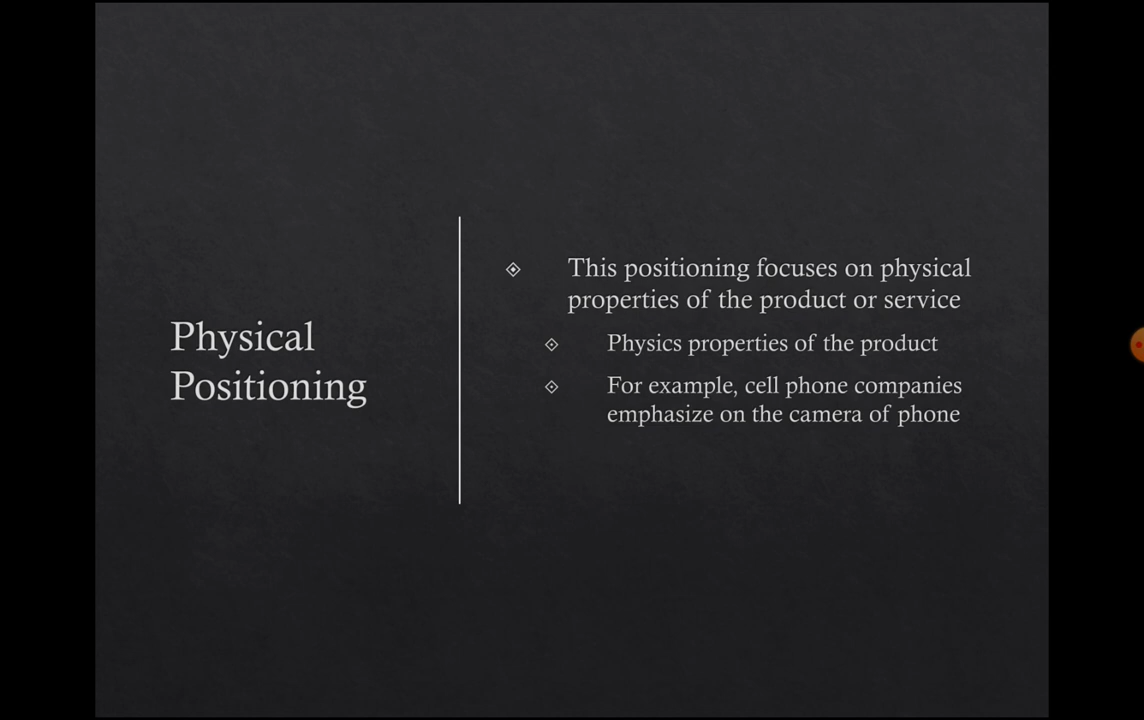 Physical
Positioning
This positioning focuses on physical
properties of the product or service
Physics properties of the product
For example, cell phone companies
emphasize on the camera of phone